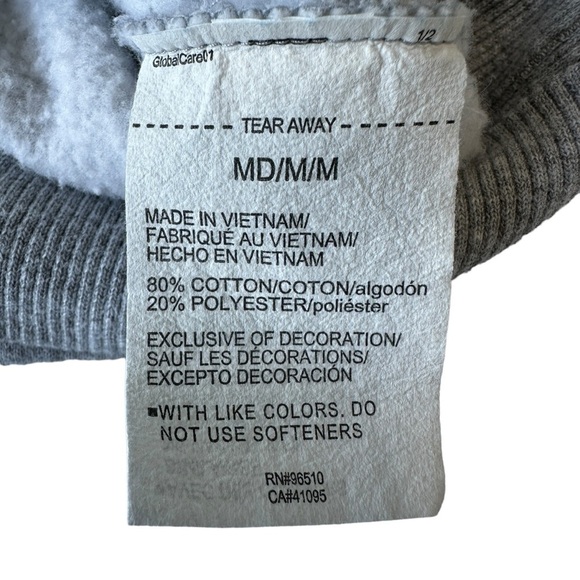 1/2
GlobalCare01
TEAR AWAY
MD/M/M
MADE IN VIETNAM/
FABRIQUÉ AU VIETNAM/
HECHO EN VIETNAM
80% COTTON/COTON/algodón
20% POLYESTER/poliéster
EXCLUSIVE OF DECORATION/
SAUF LES DÉCORATIONS/
EXCEPTO DECORACIÓN
▪WITH LIKE COLORS. DO
NOT USE SOFTENERS
RN#96510
CA#41095